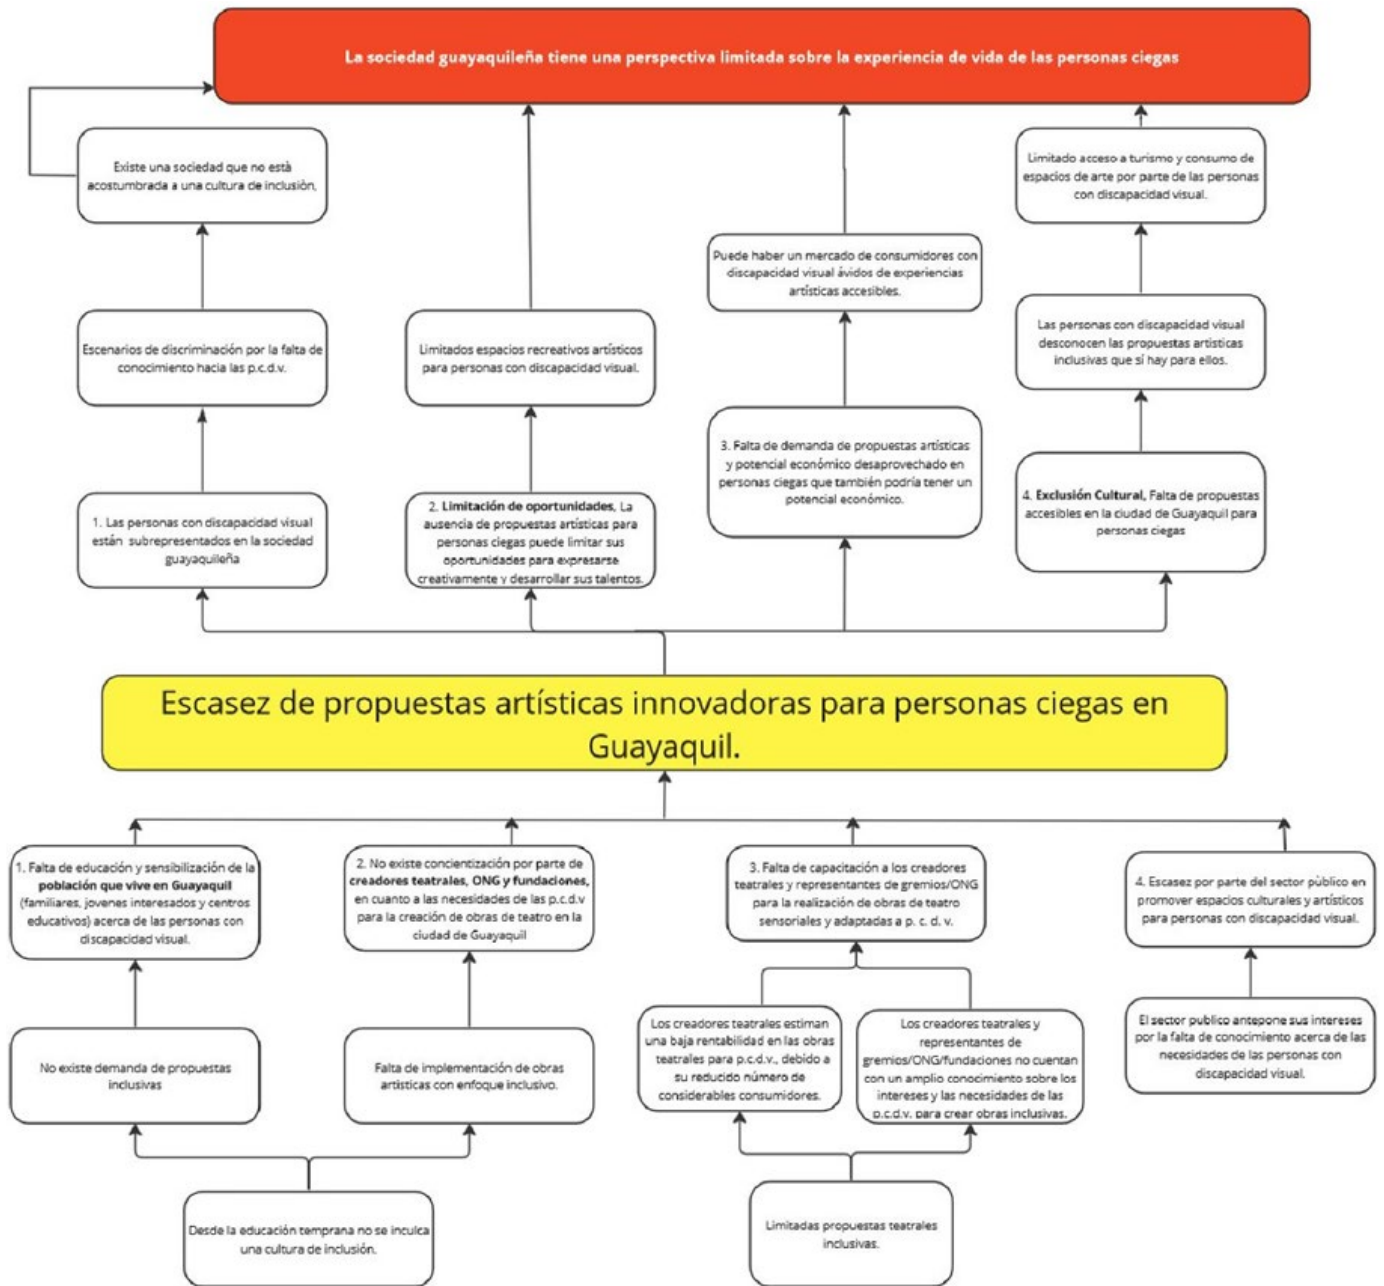 La sociedad guayaquileña tiene una perspectiva limitada sobre la experiencia de vida de las personas ciegas
Existe una sociedad que no està
acostumbrada a una cultura de inclusiòn,
Escenarios de discriminación por la falta de
conocimiento hacia las p.c.d.v.
1. Las personas con discapacidad visual
están subrepresentados en la sociedad
guayaquileña
Limitados espacios recreativos artísticos
para personas con discapacidad visual.
2. Limitación de oportunidades, La
ausencia de propuestas artísticas para
personas ciegas puede limitar sus
oportunidades para expresarse
creativamente y desarrollar sus talentos.
Puede haber un mercado de consumidores con
discapacidad visual ávidos de experiencias
artísticas accesibles.
3. Falta de demanda de propuestas artísticas
y potencial económico desaprovechado en
personas ciegas que también podría tener un
potencial económico.
Limitado acceso a turismo y consumo de
espacios de arte por parte de las personas
con discapacidad visual.
Las personas con discapacidad visual
desconocen las propuestas artísticas
inclusivas que sí hay para ellos.
4. Exclusión Cultural, Falta de propuestas
accesibles en la ciudad de Guayaquil para
personas ciegas
Escasez de propuestas artísticas innovadoras para personas ciegas en
Guayaquil.
1. Falta de educación y sensibilización de la
población que vive en Guayaquil
(familiares, jovenes interesados y centros
educativos) acerca de las personas con
discapacidad visual.
2. No existe concientización por parte de
creadores teatrales, ONG y fundaciones,
en cuanto a las necesidades de las p.c.d.v
para la creación de obras de teatro en la
ciudad de Guayaquil
3. Falta de capacitación a los creadores
teatrales y representantes de gremios/ONG
para la realización de obras de teatro
sensoriales y adaptadas a p. c. d. v.
4. Escasez por parte del sector pùblico en
promover espacios culturales y artísticos
para personas con discapacidad visual.
No existe demanda de propuestas
inclusivas
Falta de implementación de obras
artísticas con enfoque inclusivo.
Los creadores teatrales estiman
una baja rentabilidad en las obras
teatrales para p.c.d.v., debido a
su reducido número de
considerables consumidores.
Los creadores teatrales y
representantes de
gremios/ONG/fundaciones no cuentan
con un amplio conocimiento sobre los
intereses y las necesidades de las
p.c.d.v. para crear obras inclusivas.
El sector publico antepone sus intereses
por la falta de conocimiento acerca de las
necesidades de las personas con
discapacidad visual.
Desde la educación temprana no se inculca
una cultura de inclusión.
Limitadas propuestas teatrales
inclusivas.